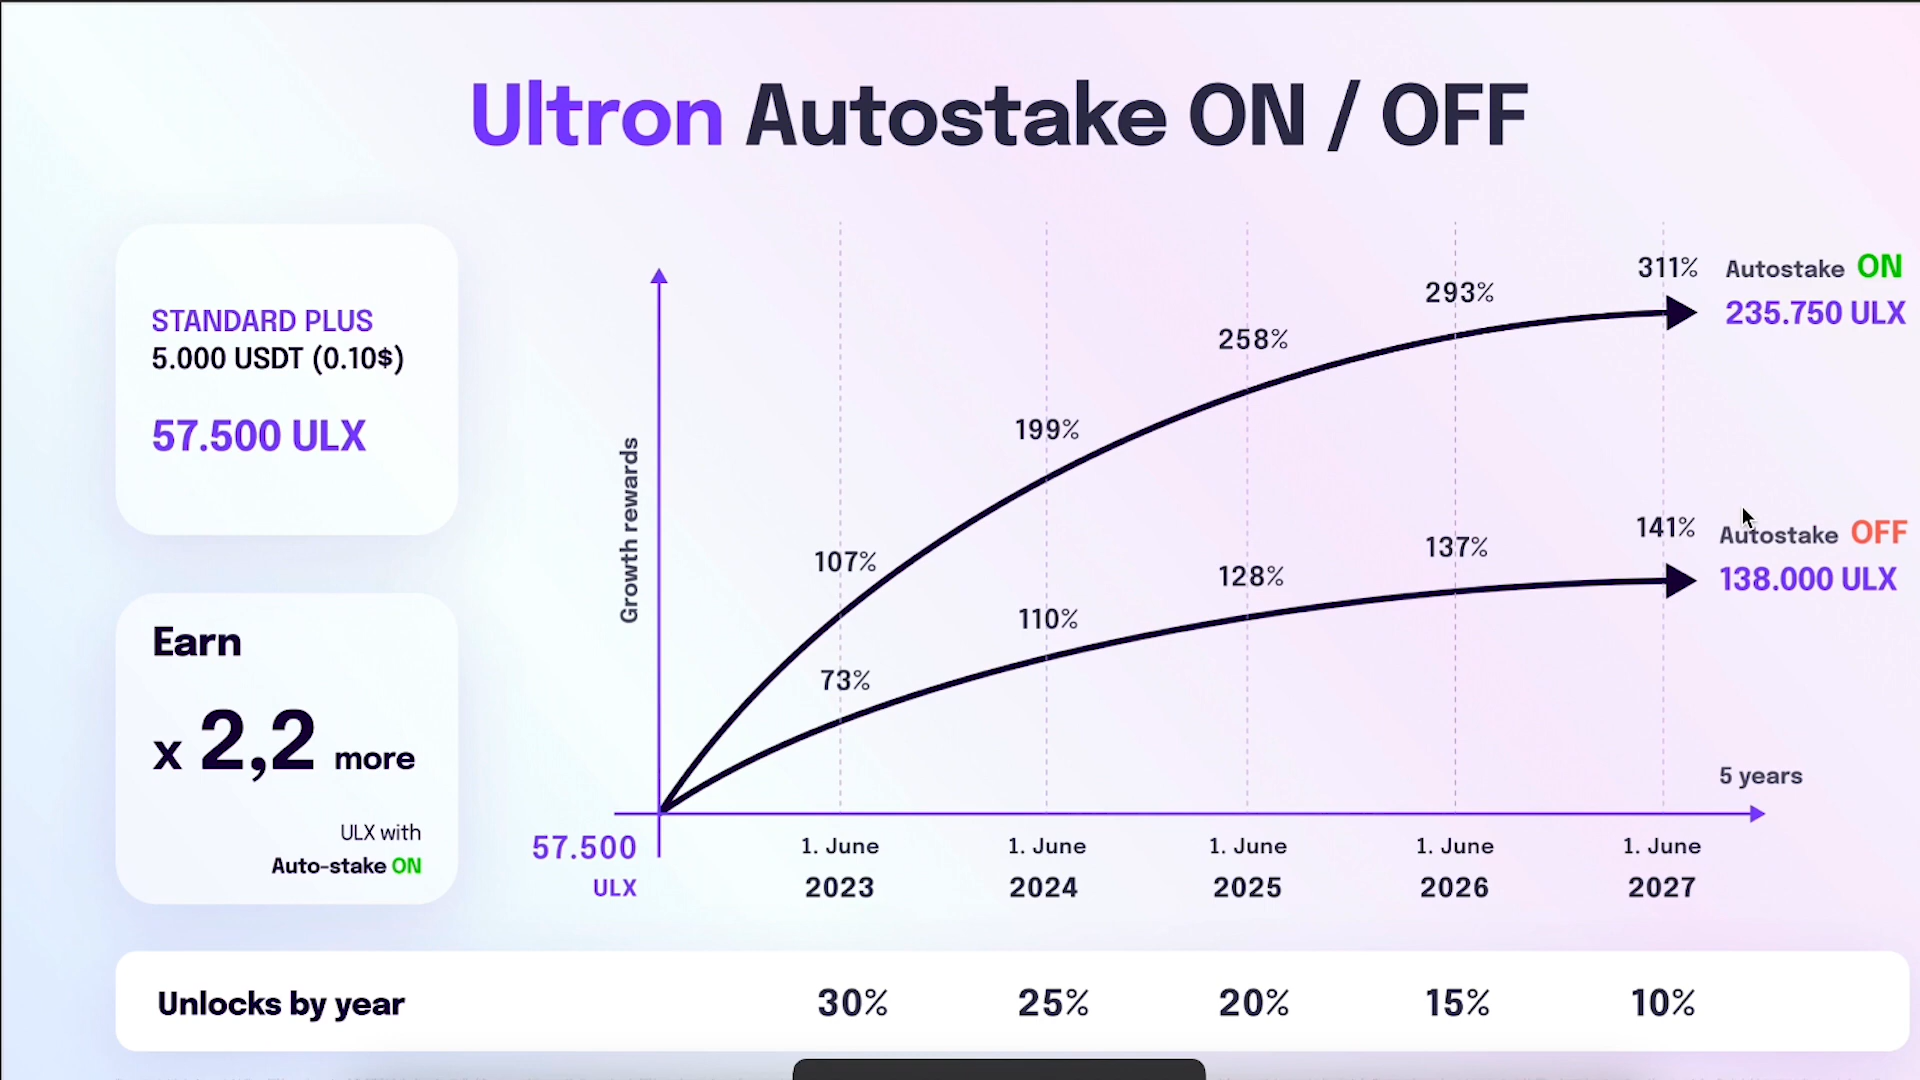 Ultron Autostake ON / OFF
STANDARD PLUS
5.000 USDT (0.10$)
57.500 ULX
Earn
x 2,2 more
ULX with
Auto-stake ON
Growth rewards
107%
199%
258%
293%
311%
Autostake ON
235.750 ULX
73%
110%
128%
137%
141%
Autostake OFF
138.000 ULX
5 years
57.500
ULX
1. June
2023
1. June
2024
1. June
2025
1. June
2026
1. June
2027
Unlocks by year
30%
25%
20%
15%
10%